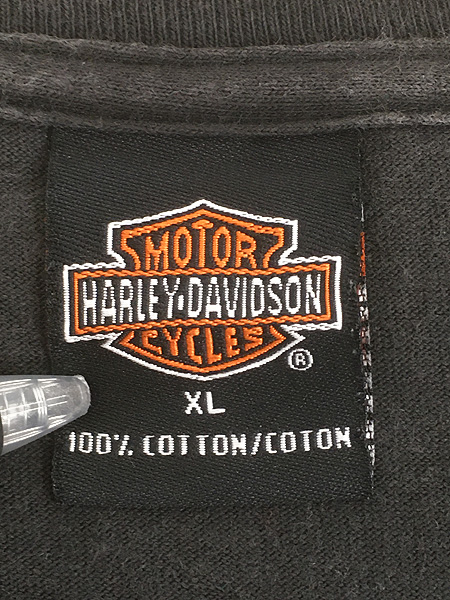 MOTOR
HARLEY-DAVIDSON
CYCLES
®
XL
100% COTTON/COTON